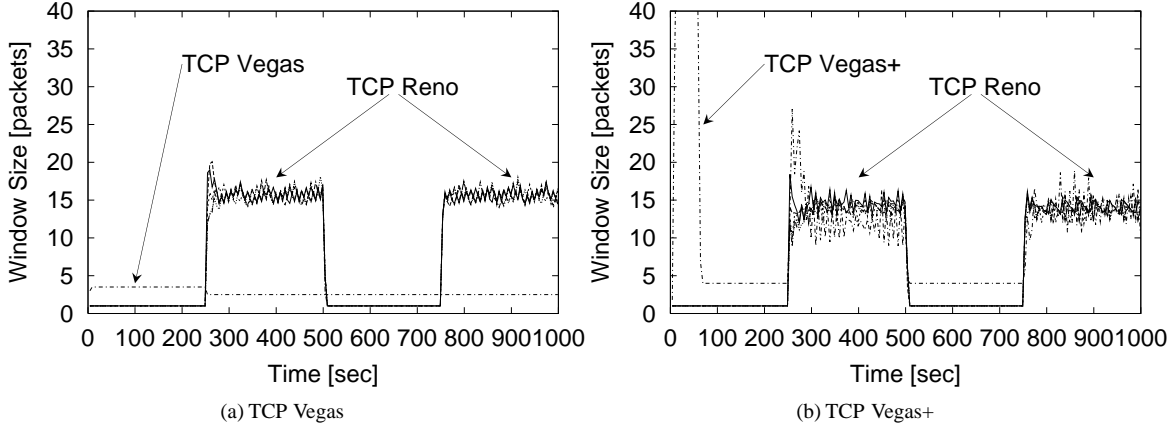 40
35
30
25
20
15
10
5
0
Window Size [packets]
TCP Vegas
TCP Reno
0 100 200 300 400 500 600 700 800 9001000
Time [sec]
(a) TCP Vegas
40
35
30
25
20
15
10
5
0
Window Size [packets]
TCP Vegas+
TCP Reno
0 100 200 300 400 500 600 700 800 9001000
Time [sec]
(b) TCP Vegas+